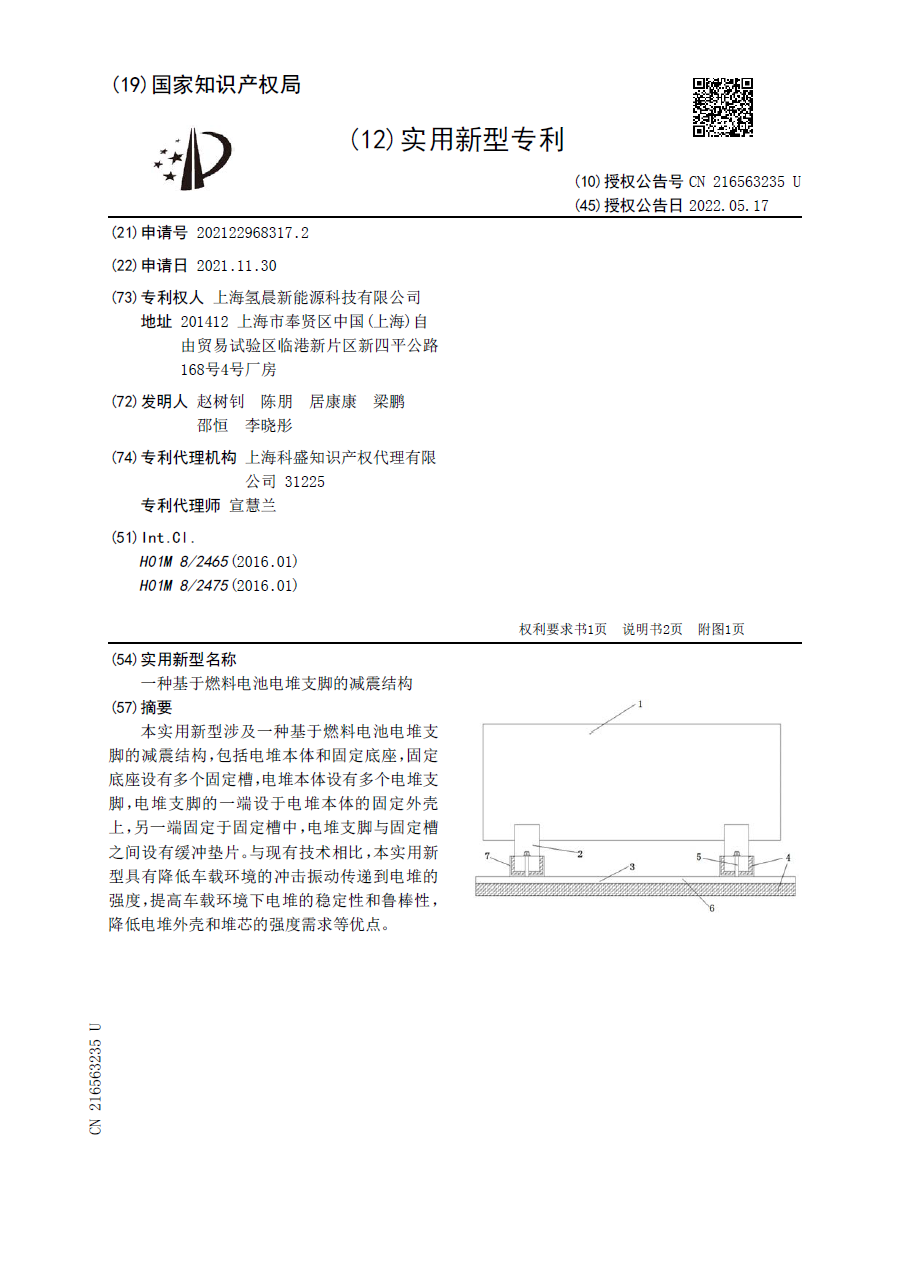 (19)国家知识产权局
(12)实用新型专利
(10)授权公告号 CN 216563235 U
(45)授权公告日 2022.05.17
(21)申请号 202122968317.2
(22)申请日 2021.11.30
(73)专利权人 上海氢晨新能源科技有限公司
地址 201412 上海市奉贤区中国(上海)自
由贸易试验区临港新片区新四平公路
168号4号厂房
(72)发明人 赵树钊 陈朋 居康康 梁鹏
邵恒 李晓彤
(74)专利代理机构 上海科盛知识产权代理有限
公司 31225
专利代理师 宣慧兰
(51)Int.Cl.
H01M 8/2465(2016.01)
H01M 8/2475(2016.01)
权利要求书1页 说明书2页 附图1页
(54)实用新型名称
一种基于燃料电池电堆支脚的减震结构
(57)摘要
本实用新型涉及一种基于燃料电池电堆支
脚的减震结构,包括电堆本体和固定底座,固定
底座设有多个固定槽,电堆本体设有多个电堆支
脚,电堆支脚的一端设于电堆本体的固定外壳
上,另一端固定于固定槽中,电堆支脚与固定槽
之间设有缓冲垫片。与现有技术相比,本实用新
型具有降低车载环境的冲击振动传递到电堆的
强度,提高车载环境下电堆的稳定性和鲁棒性,
降低电堆外壳和堆芯的强度需求等优点。
1
7
2
5
4
3
6
CN 216563235 U